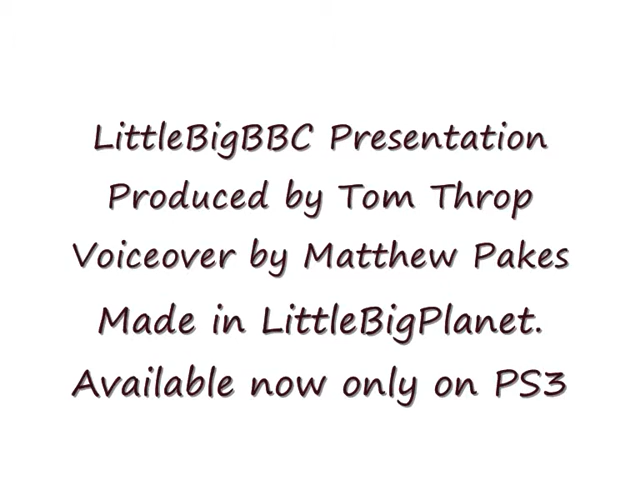 LittleBigBBC Presentation
Produced by Tom Throp
Voiceover by Matthew Pakes
Made in LittleBigPlanet.
Available now only on PS3